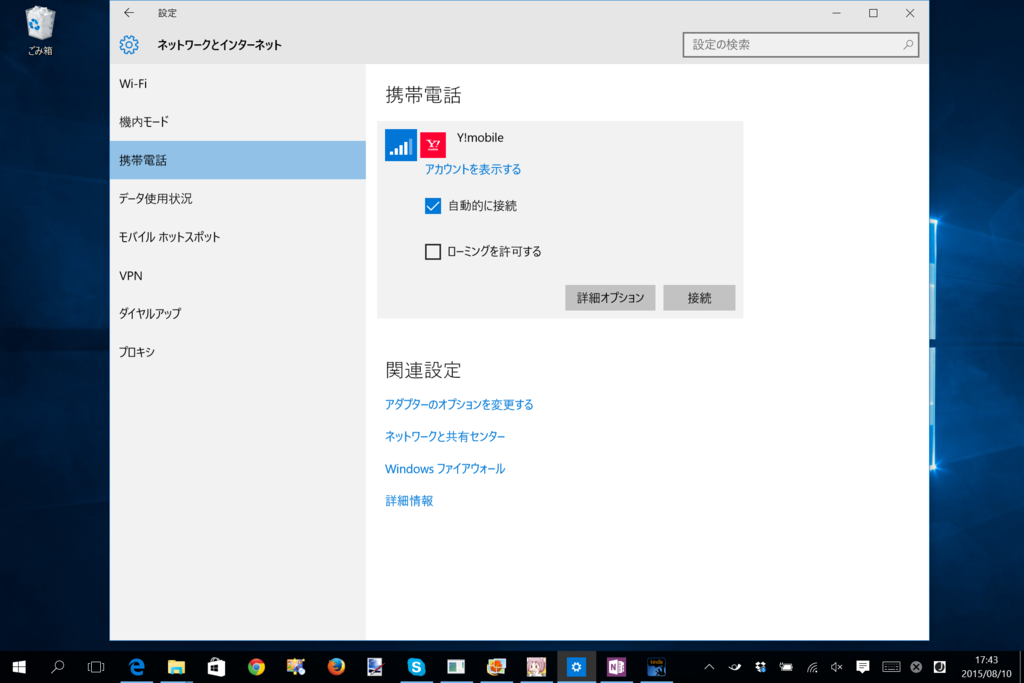 ごみ箱
設定
ネットワークとインターネット
設定の検索
Wi-Fi
機内モード
携帯電話
データ使用状況
モバイル ホットスポット
VPN
ダイヤルアップ
プロキシ
携帯電話
Y!
Y!mobile
アカウントを表示する
自動的に接続
ローミングを許可する
詳細オプション
接続
関連設定
アダプターのオプションを変更する
ネットワークと共有センター
Windows ファイアウォール
詳細情報
17:43
2015/08/10